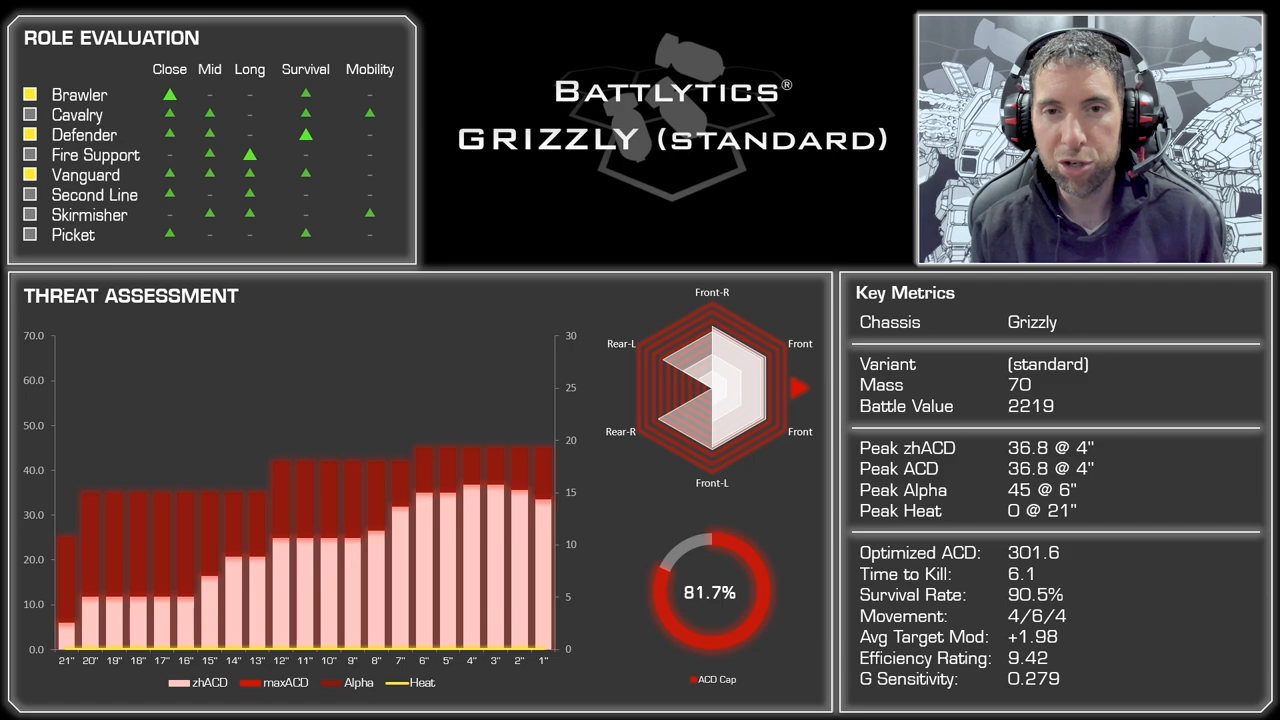 ROLE EVALUATION
Close Mid Long Survival Mobility
Brawler - - -
Cavalry -
Defender - -
Fire Support - - -
Vanguard -
Second Line - - -
Skirmisher - -
Picket - - -
BATTLYTICS®
GRIZZLY (STANDARD)
THREAT ASSESSMENT
70.0
60.0
50.0
40.0
30.0
20.0
10.0
0.0
30
25
20
15
10
5
0
21" 20" 19" 18" 17" 16" 15" 14" 13" 12" 11" 10" 9" 8" 7" 6" 5" 4" 3" 2" 1"
zhACD maxACD Alpha Heat
Front-R
Rear-L Front
Rear-R Front
Front-L
81.7%
ACD Cap
Key Metrics
Chassis Grizzly
Variant (standard)
Mass 70
Battle Value 2219
Peak zhACD 36.8 @ 4"
Peak ACD 36.8 @ 4"
Peak Alpha 45 @ 6"
Peak Heat 0 @ 21"
Optimized ACD: 301.6
Time to Kill: 6.1
Survival Rate: 90.5%
Movement: 4/6/4
Avg Target Mod: +1.98
Efficiency Rating: 9.42
G Sensitivity: 0.279